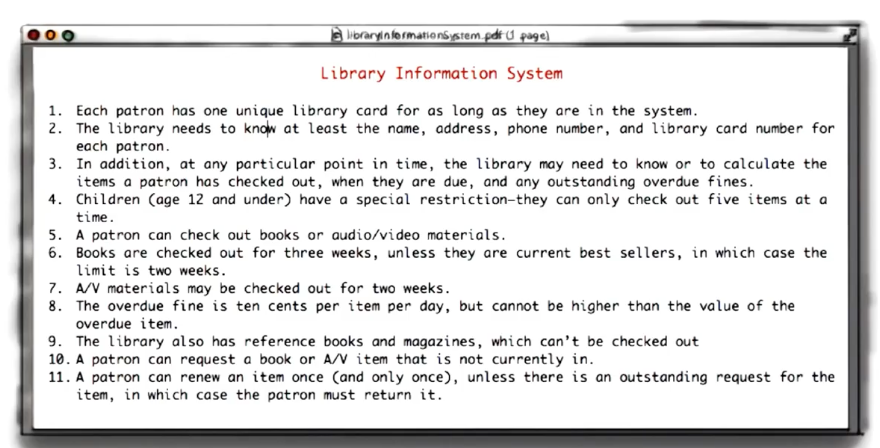 libraryInformationSystem.pdf (1 page)
Library Information System
1. Each patron has one unique library card for as long as they are in the system.
2. The library needs to know at least the name, address, phone number, and library card number for
each patron.
3. In addition, at any particular point in time, the library may need to know or to calculate the
items a patron has checked out, when they are due, and any outstanding overdue fines.
4. Children (age 12 and under) have a special restriction–they can only check out five items at a
time.
5. A patron can check out books or audio/video materials.
6. Books are checked out for three weeks, unless they are current best sellers, in which case the
limit is two weeks.
7. A/V materials may be checked out for two weeks.
8. The overdue fine is ten cents per item per day, but cannot be higher than the value of the
overdue item.
9. The library also has reference books and magazines, which can't be checked out
10. A patron can request a book or A/V item that is not currently in.
11. A patron can renew an item once (and only once), unless there is an outstanding request for the
item, in which case the patron must return it.